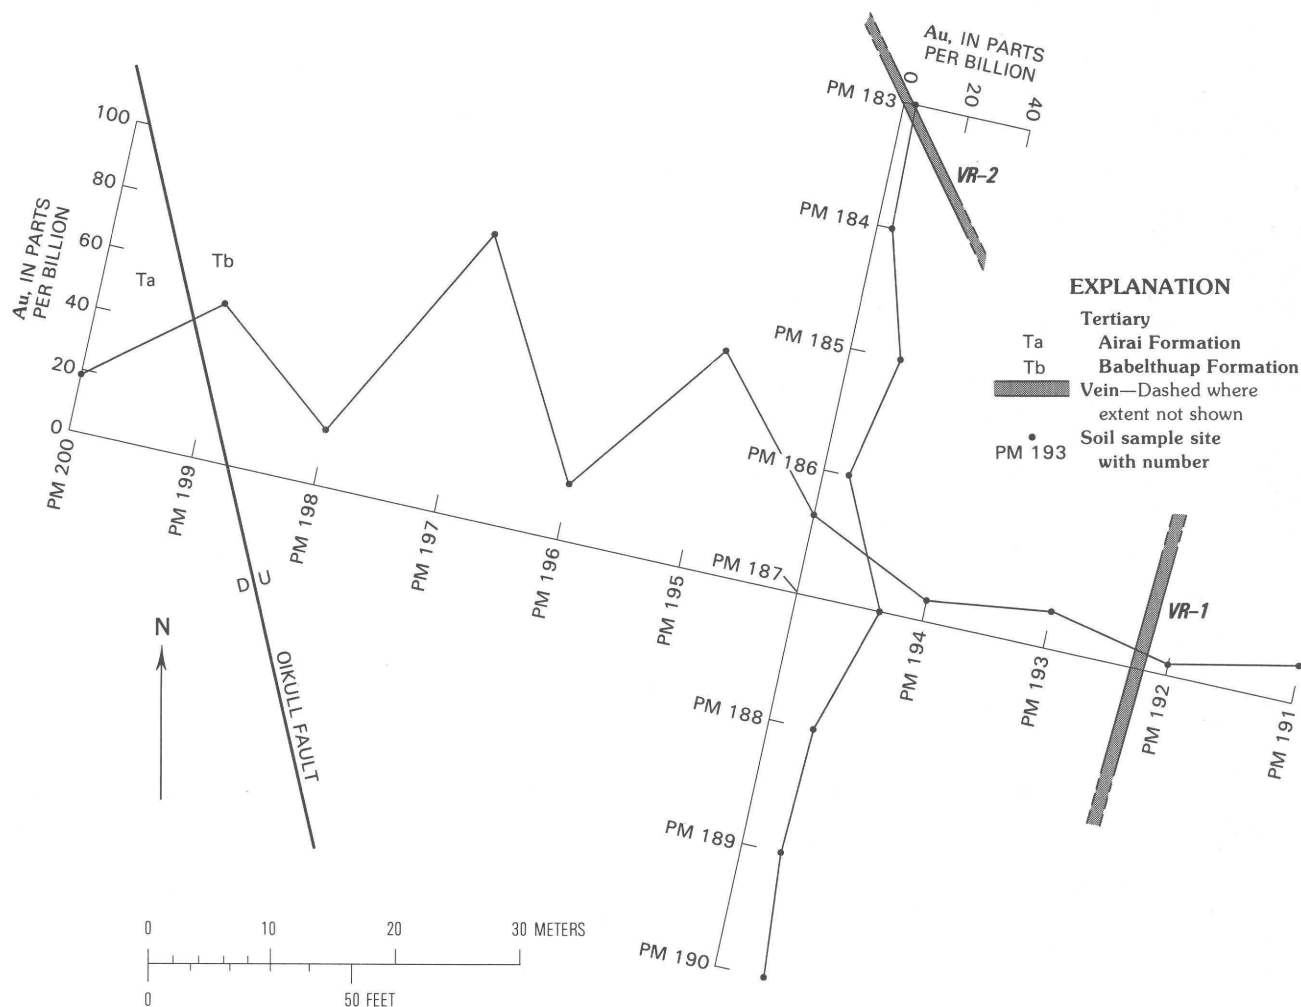 Au, IN PARTS
PER BILLION
0
20
40
PM 183
VR-2
PM 184
100
80
60
40
20
0
Au, IN PARTS
PER BILLION
Ta
Tb
EXPLANATION
Tertiary
Ta Airai Formation
Tb Babelthuap Formation
Vein—Dashed where
extent not shown
PM 193 Soil sample site
with number
PM 185
PM 186
PM 187
PM 200
PM 199
PM 198
PM 197
PM 196
PM 195
PM 194
PM 193
PM 192
PM 191
VR-1
D U
OIKULL FAULT
N
PM 188
PM 189
PM 190
0 10 20 30 METERS
0 50 FEET